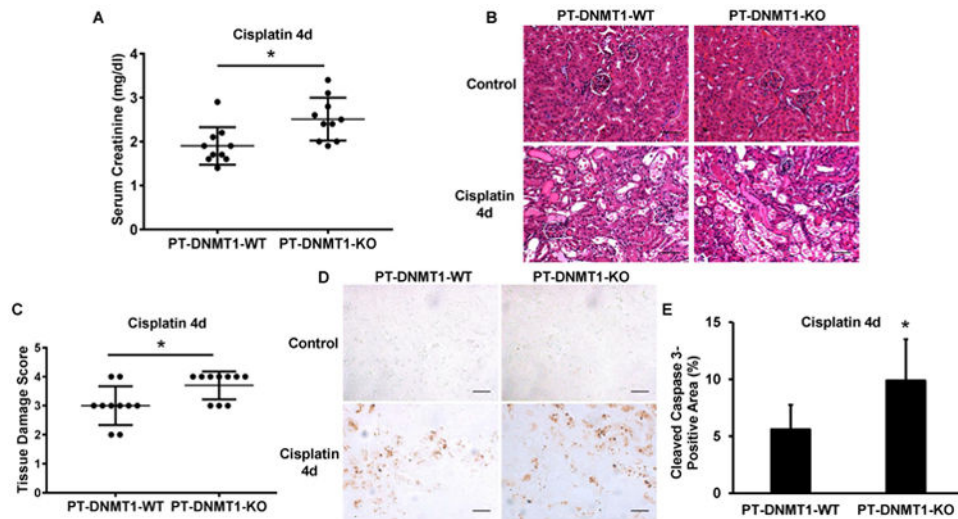 A
Cisplatin 4d
*
Serum Creatinine (mg/dl)
4
3
2
1
0
PT-DNMT1-WT PT-DNMT1-KO
B
PT-DNMT1-WT PT-DNMT1-KO
Control
Cisplatin
4d
C
Cisplatin 4d
*
Tissue Damage Score
5
4
3
2
1
0
PT-DNMT1-WT PT-DNMT1-KO
D
PT-DNMT1-WT PT-DNMT1-KO
Control
Cisplatin
4d
E
Cisplatin 4d
*
Cleaved Caspase 3-
Positive Area (%)
15
10
5
0
PT-DNMT1-WT PT-DNMT1-KO